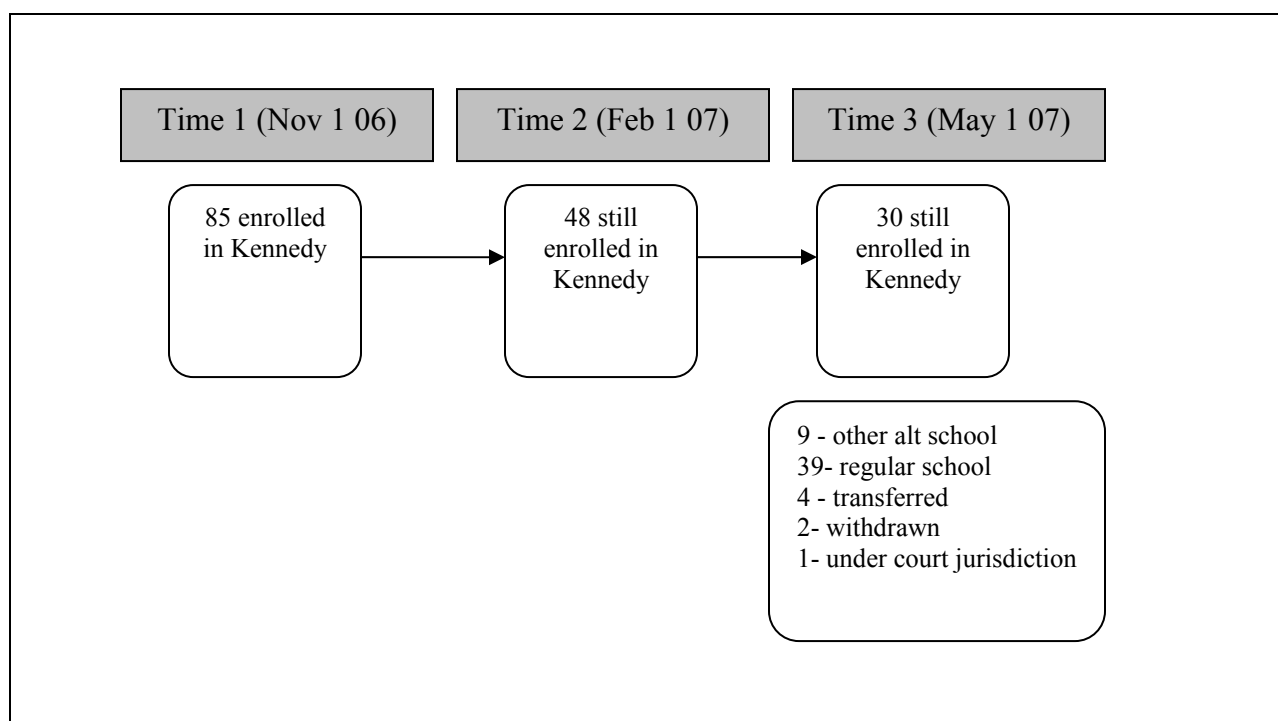 Time 1 (Nov 1 06)
Time 2 (Feb 1 07)
Time 3 (May 1 07)
85 enrolled
in Kennedy
48 still
enrolled in
Kennedy
30 still
enrolled in
Kennedy
9 - other alt school
39- regular school
4 - transferred
2- withdrawn
1- under court jurisdiction